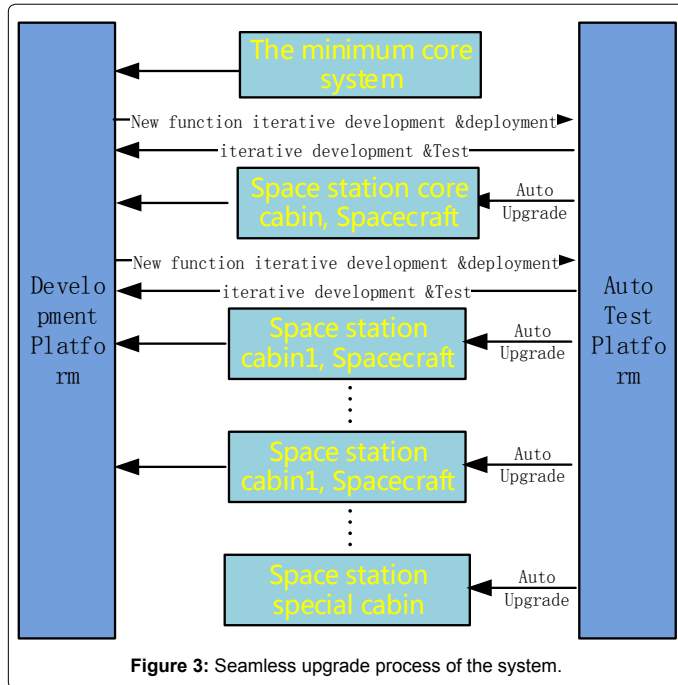 The minimum core
system
New function iterative development &deployment
iterative development &Test
Space station core
cabin, Spacecraft
Auto
Upgrade
New function iterative development &deployment
iterative development &Test
Develo
pment
Platfo
rm
Auto
Test
Platfo
rm
Space station
cabin1, Spacecraft
Auto
Upgrade
Space station
cabin1, Spacecraft
Auto
Upgrade
Space station
special cabin
Auto
Upgrade
Figure 3: Seamless upgrade process of the system.